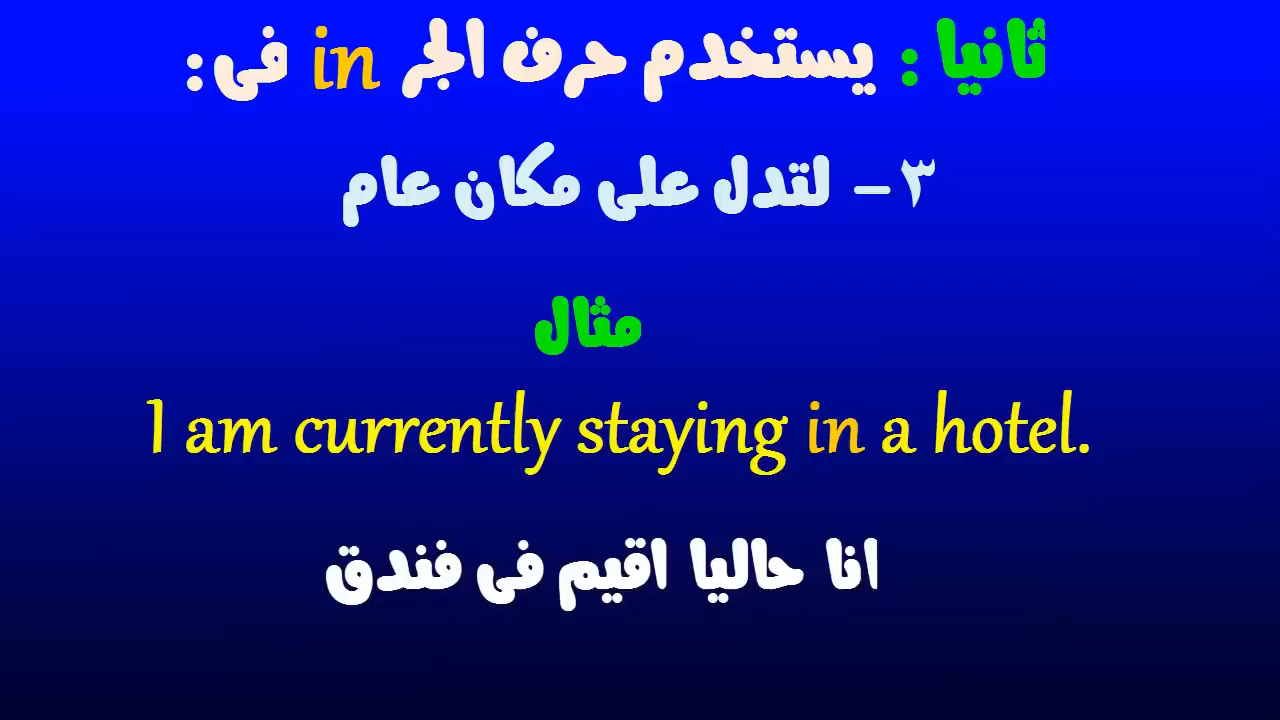 ثانيا : يستخدم حرف الجر in فى :
٣ - لتدل على مكان عام
مثال
I am currently staying in a hotel.
انا حاليا اقيم فى فندق